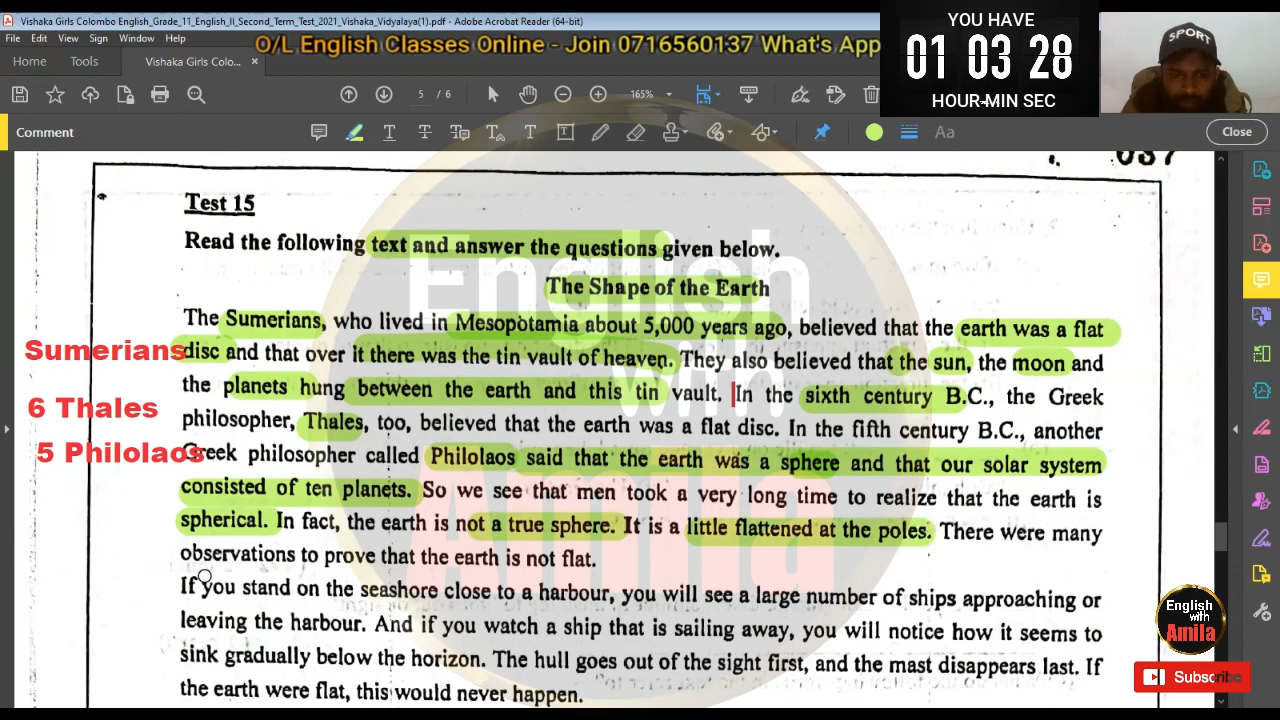 Vishaka Girls Colombo English_Grade_11_English_II_Second_Term_Test_2021_Vishaka_Vidyalaya(1).pdf - Adobe Acrobat Reader (64-bit)
File Edit View Sign Window Help
O/L English Classes Online - Join 0716560137 What's App
YOU HAVE
01 03 28
HOUR MIN SEC
SPORT
Home Tools Vishaka Girls Colo... ×
5 / 6 165%
Comment
Aa
Close
037
Test 15
Read the following text and answer the questions given below.
The Shape of the Earth
The Sumerians, who lived in Mesopotamia about 5,000 years ago, believed that the earth was a flat
disc and that over it there was the tin vault of heaven. They also believed that the sun, the moon and
the planets hung between the earth and this tin vault. In the sixth century B.C., the Greek
philosopher, Thales, too, believed that the earth was a flat disc. In the fifth century B.C., another
Greek philosopher called Philolaos said that the earth was a sphere and that our solar system
consisted of ten planets. So we see that men took a very long time to realize that the earth is
spherical. In fact, the earth is not a true sphere. It is a little flattened at the poles. There were many
observations to prove that the earth is not flat.
If you stand on the seashore close to a harbour, you will see a large number of ships approaching or
leaving the harbour. And if you watch a ship that is sailing away, you will notice how it seems to
sink gradually below the horizon. The hull goes out of the sight first, and the mast disappears last. If
the earth were flat, this would never happen.
Sumerians
6 Thales
5 Philolaos
English
with
Amila
English
with
Amila
Subscribe